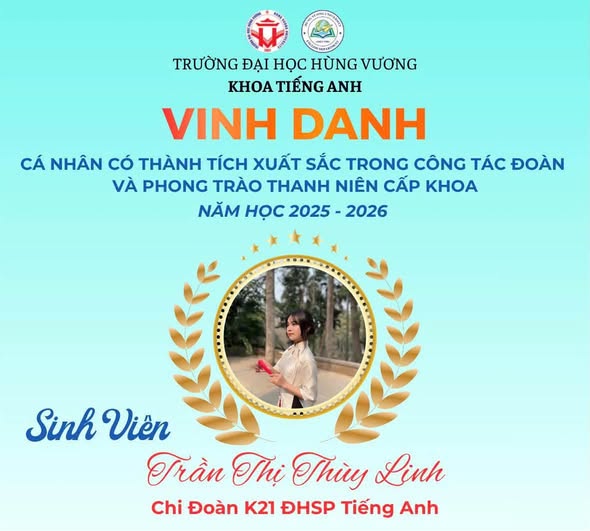 TRƯỜNG ĐẠI HỌC HÙNG VƯƠNG
KHOA TIẾNG ANH
VINH DANH
CÁ NHÂN CÓ THÀNH TÍCH XUẤT SẮC TRONG CÔNG TÁC ĐOÀN
VÀ PHONG TRÀO THANH NIÊN CẤP KHOA
NĂM HỌC 2025 - 2026
Sinh Viên
Trần Thị Thùy Linh
Chi Đoàn K21 ĐHSP Tiếng Anh